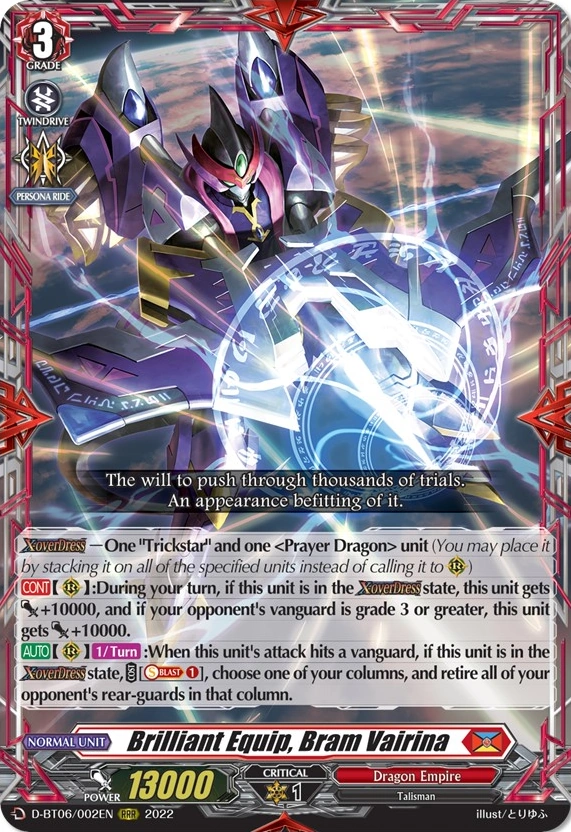 3
GRADE
TWINDRIVE
PERSONA RIDE
The will to push through thousands of trials.
An appearance befitting of it.
XoverDress — One "Trickstar" and one <Prayer Dragon> unit (You may place it
by stacking it on all of the specified units instead of calling it to (R))
CONT【(R)】:During your turn, if this unit is in the XoverDress state, this unit gets
+10000, and if your opponent's vanguard is grade 3 or greater, this unit
gets +10000.
AUTO【(R)】1/Turn :When this unit's attack hits a vanguard, if this unit is in the
XoverDress state, COST [S BLAST 1], choose one of your columns, and retire all of your
opponent's rear-guards in that column.
NORMAL UNIT Brilliant Equip, Bram Vairina
POWER 13000 CRITICAL 1 Dragon Empire
Talisman
D-BT06/002EN RRR 2022 illust/とりゆふ